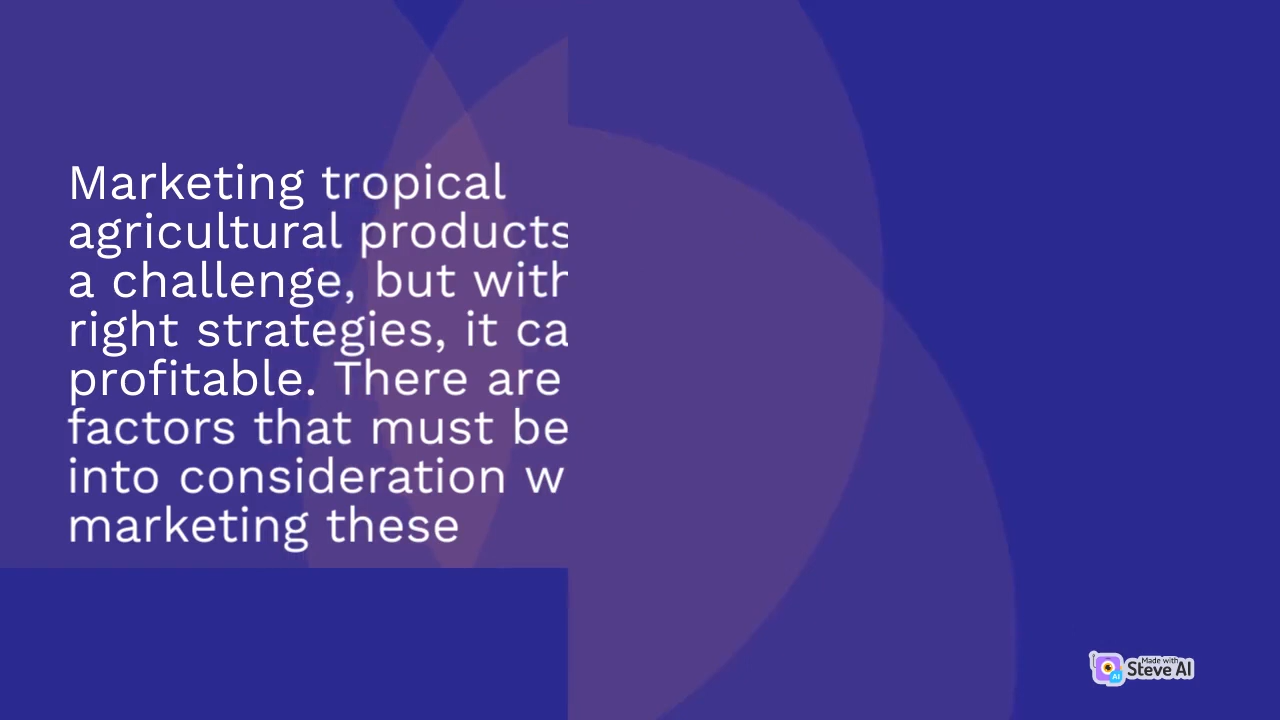 Marketing tropical
agricultural products
a challenge, but with
right strategies, it ca
profitable. There are
factors that must be
into consideration w
marketing these
Made with
Steve AI
AI